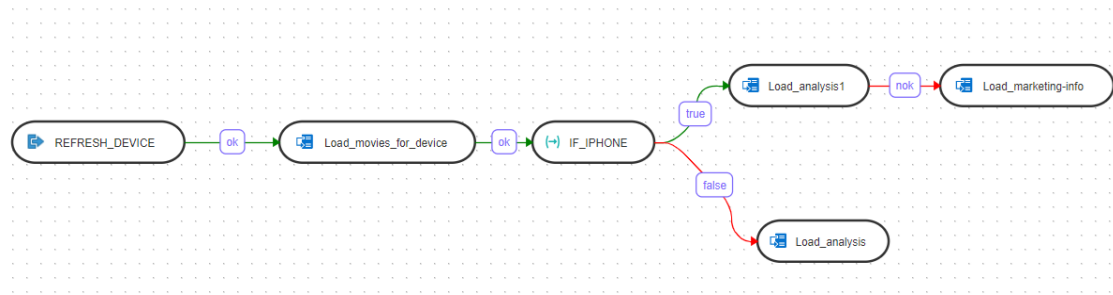 REFRESH_DEVICE
ok
Load_movies_for_device
ok
IF_IPHONE
true
Load_analysis1
nok
Load_marketing-info
false
Load_analysis